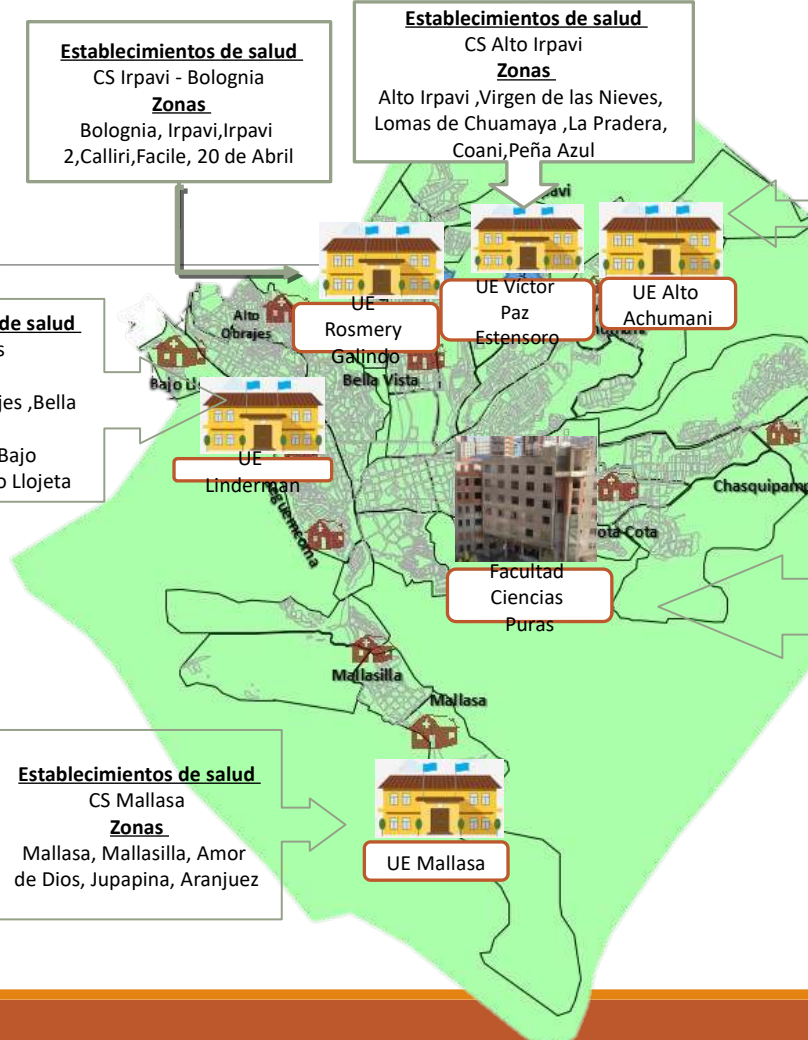 Establecimientos de salud
CS Irpavi - Bolognia
Zonas
Bolognia, Irpavi,Irpavi
2,Calliri,Facile, 20 de Abril
Establecimientos de salud
CS Alto Irpavi
Zonas
Alto Irpavi ,Virgen de las Nieves,
Lomas de Chuamaya ,La Pradera,
Coani,Peña Azul
UE
Rosmery
Galindo
UE Víctor
Paz
Estensoro
UE Alto
Achumani
de salud
,Bella
Bajo
Llojeta
Alto
Obrajes
Bajo
Bella Vista
UE
Linderman
Chasquipamp
Cota
Facultad
Ciencias
Puras
Mallasilla
Mallasa
Establecimientos de salud
CS Mallasa
Zonas
Mallasa, Mallasilla, Amor
de Dios, Jupapina, Aranjuez
UE Mallasa